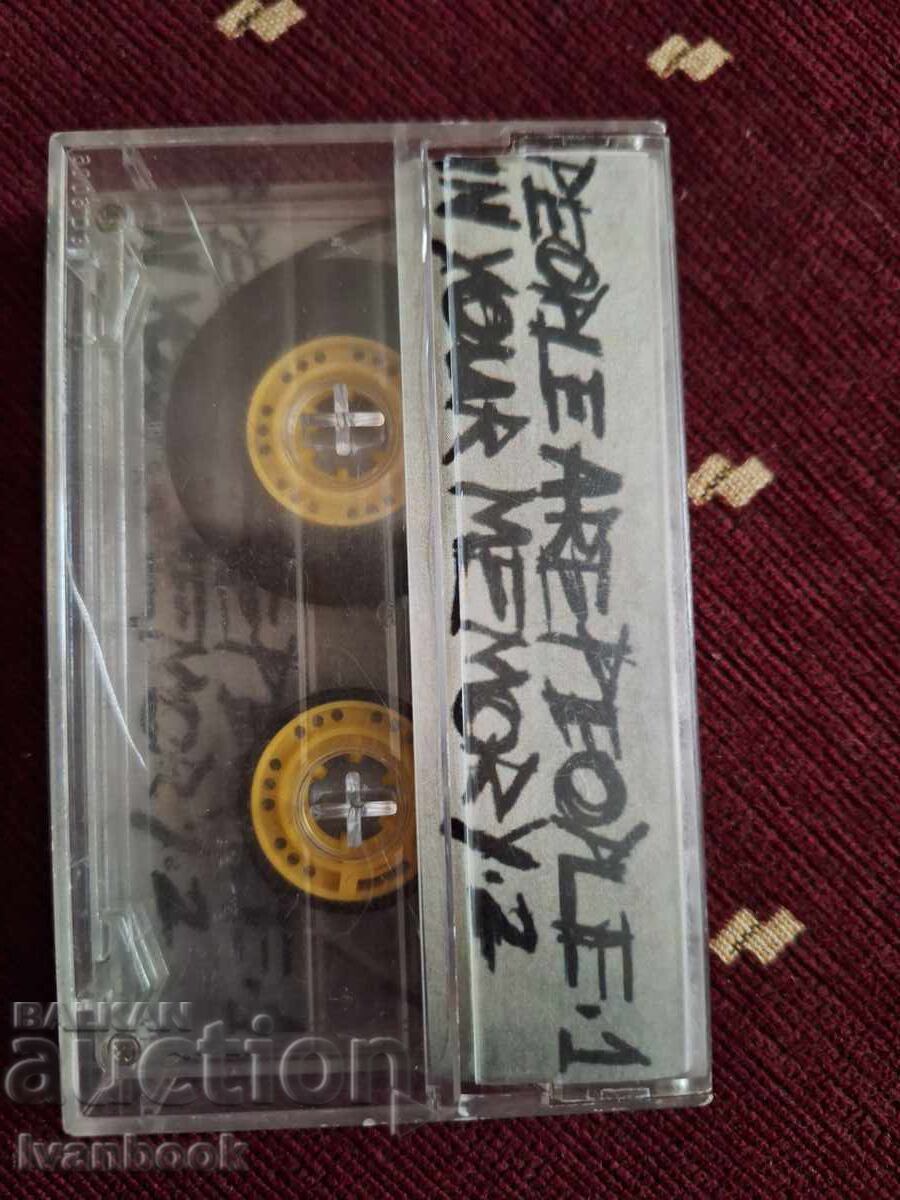 PEOPLE ARE PEOPLE·1
IN YOUR MEMORY·2
BALKAN
auction
Ivanbook